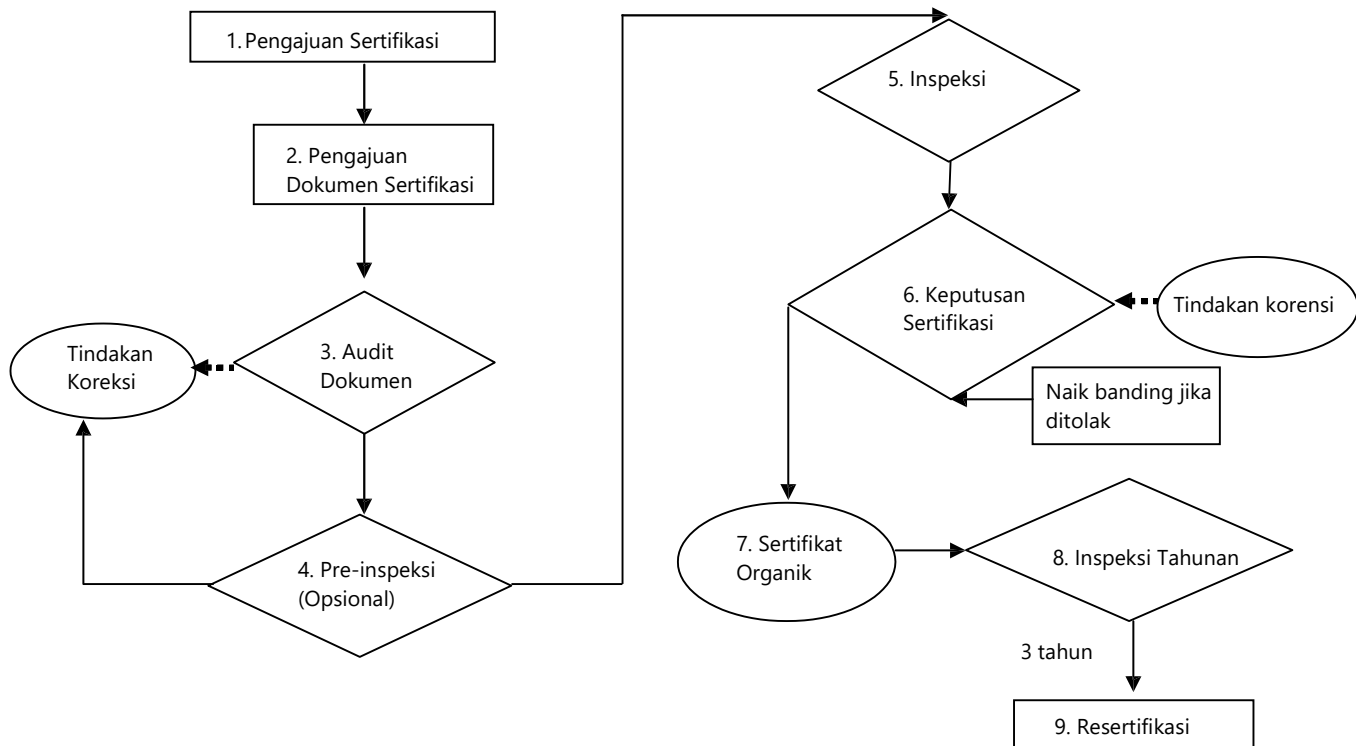 1. Pengajuan Sertifikasi
2. Pengajuan
Dokumen Sertifikasi
3. Audit
Dokumen
Tindakan
Koreksi
4. Pre-inspeksi
(Opsional)
5. Inspeksi
6. Keputusan
Sertifikasi
Tindakan korensi
Naik banding jika
ditolak
7. Sertifikat
Organik
8. Inspeksi Tahunan
3 tahun
9. Resertifikasi